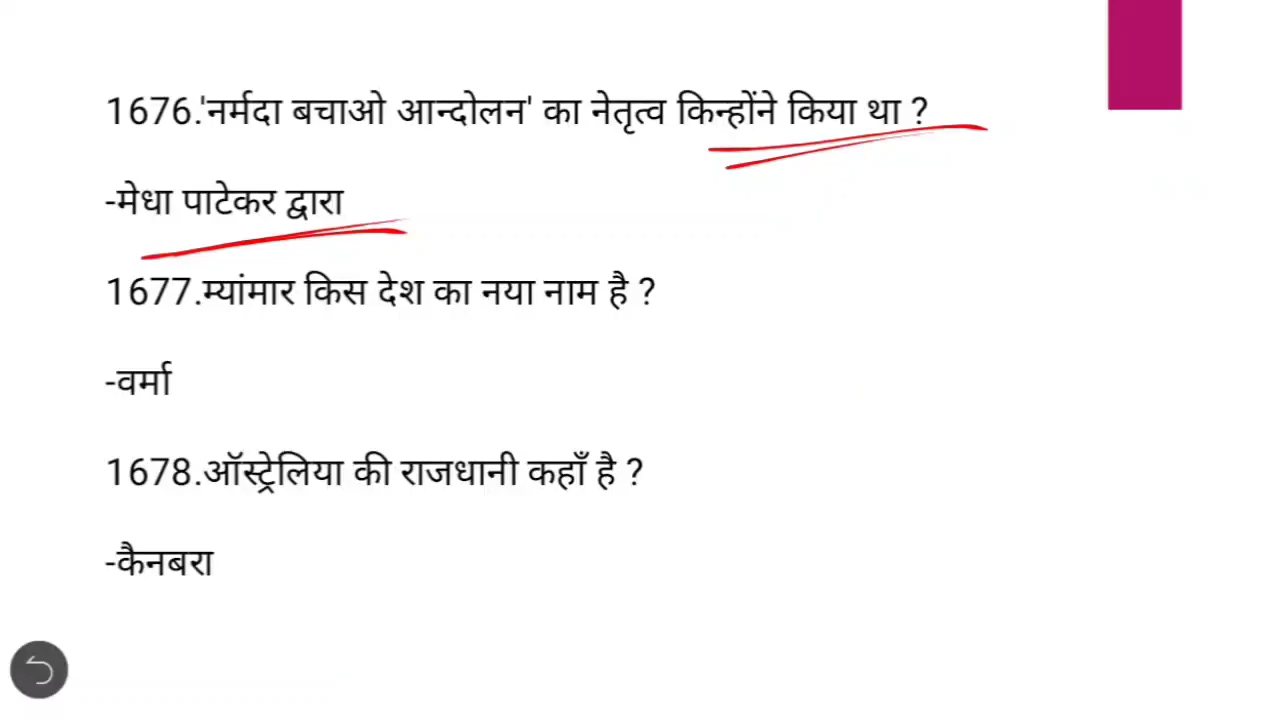 1676.'नर्मदा बचाओ आन्दोलन' का नेतृत्व किन्होंने किया था ?
-मेधा पाटेकर द्वारा
1677.म्यांमार किस देश का नया नाम है ?
-वर्मा
1678.ऑस्ट्रेलिया की राजधानी कहाँ है ?
-कैनबरा